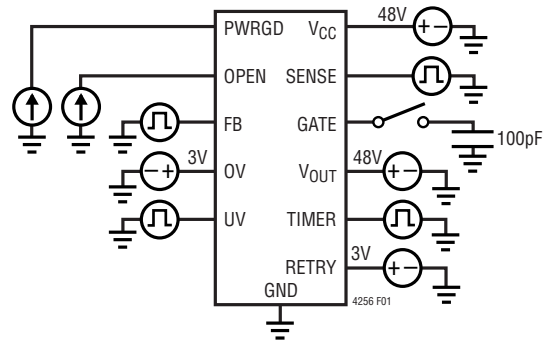 48V
PWRGD
V_CC
OPEN
SENSE
FB
GATE
100pF
3V
OV
V_OUT
48V
UV
TIMER
RETRY
3V
GND
4256 F01